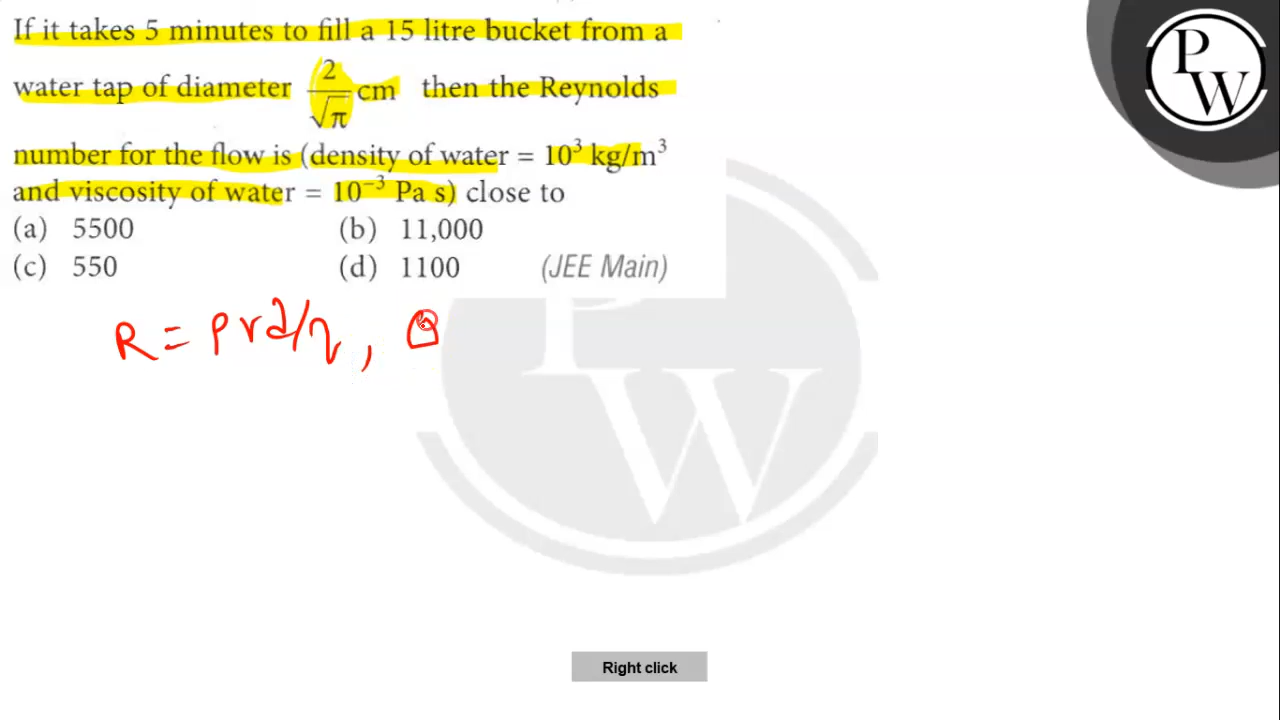 If it takes 5 minutes to fill a 15 litre bucket from a
water tap of diameter 2/√π cm then the Reynolds
number for the flow is (density of water = 10³ kg/m³
and viscosity of water = 10⁻³ Pa s) close to
(a) 5500 (b) 11,000
(c) 550 (d) 1100 (JEE Main)
R = ρvd/η,
P
W
P
W
Right click